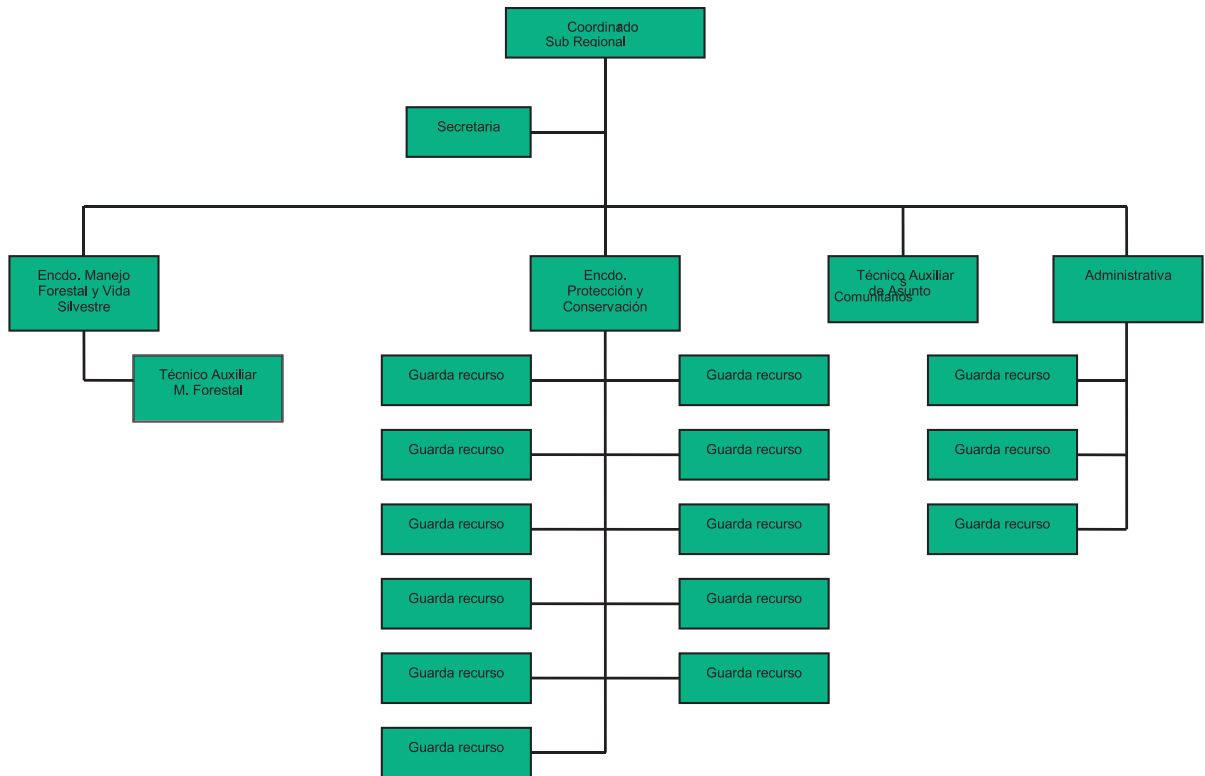 Coordinador
Sub Regional
Secretaria
Encdo. Manejo
Forestal y Vida
Silvestre
Encdo.
Protección y
Conservación
Técnico Auxiliar
de Asuntos
Comunitarios
Administrativa
Técnico Auxiliar
M. Forestal
Guarda recurso
Guarda recurso
Guarda recurso
Guarda recurso
Guarda recurso
Guarda recurso
Guarda recurso
Guarda recurso
Guarda recurso
Guarda recurso
Guarda recurso
Guarda recurso
Guarda recurso
Guarda recurso